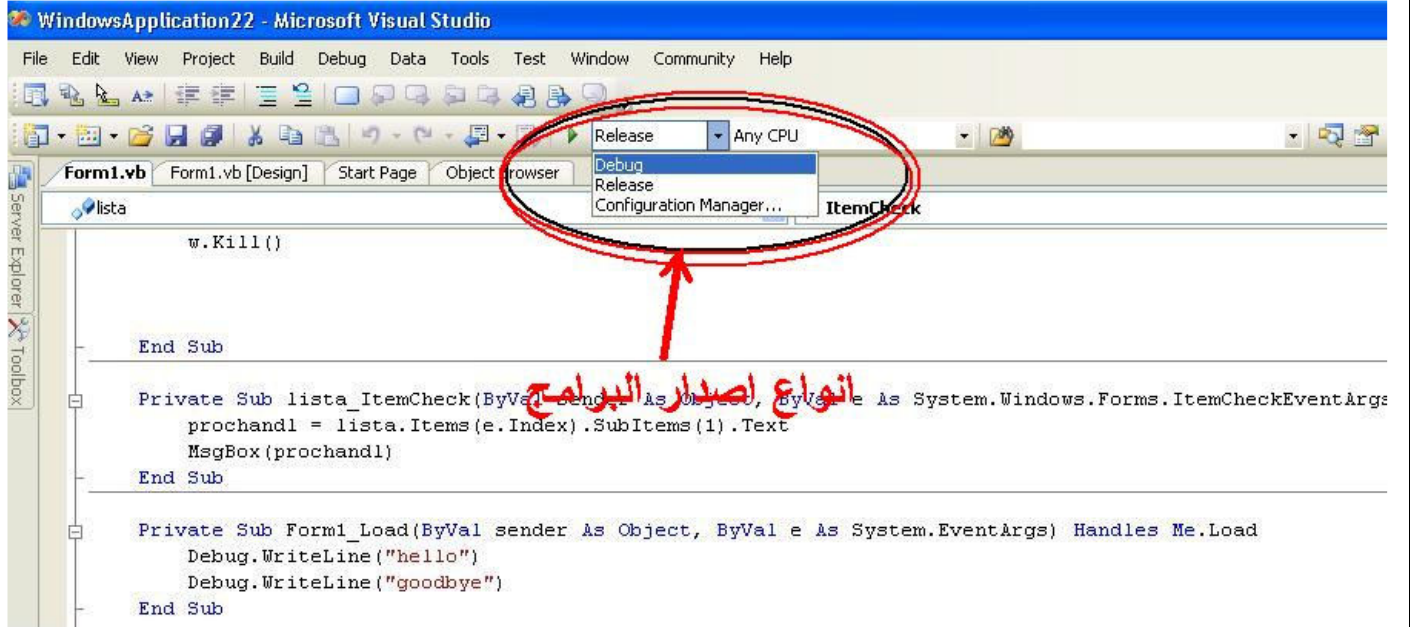 WindowsApplication22 - Microsoft Visual Studio
File Edit View Project Build Debug Data Tools Test Window Community Help
Release Any CPU
Debug
Release
Configuration Manager...
Form1.vb Form1.vb [Design] Start Page Object Browser
lista ItemCheck
Server Explorer
Toolbox
w.Kill()
End Sub
انواع اصدار البرامج
Private Sub lista_ItemCheck(ByVal sender As Object, ByVal e As System.Windows.Forms.ItemCheckEventArgs
prochandl = lista.Items(e.Index).SubItems(1).Text
MsgBox(prochandl)
End Sub
Private Sub Form1_Load(ByVal sender As Object, ByVal e As System.EventArgs) Handles Me.Load
Debug.WriteLine("hello")
Debug.WriteLine("goodbye")
End Sub